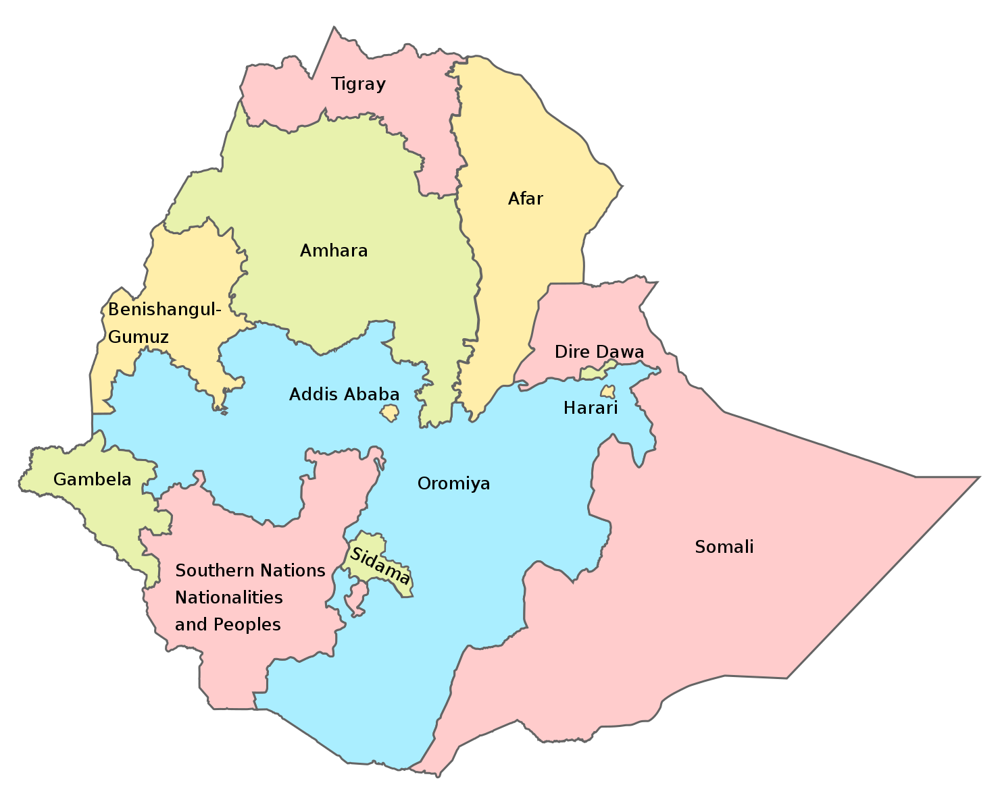 Tigray
Afar
Amhara
Benishangul-
Gumuz
Dire Dawa
Addis Ababa
Harari
Gambela
Oromiya
Somali
Sidama
Southern Nations
Nationalities
and Peoples